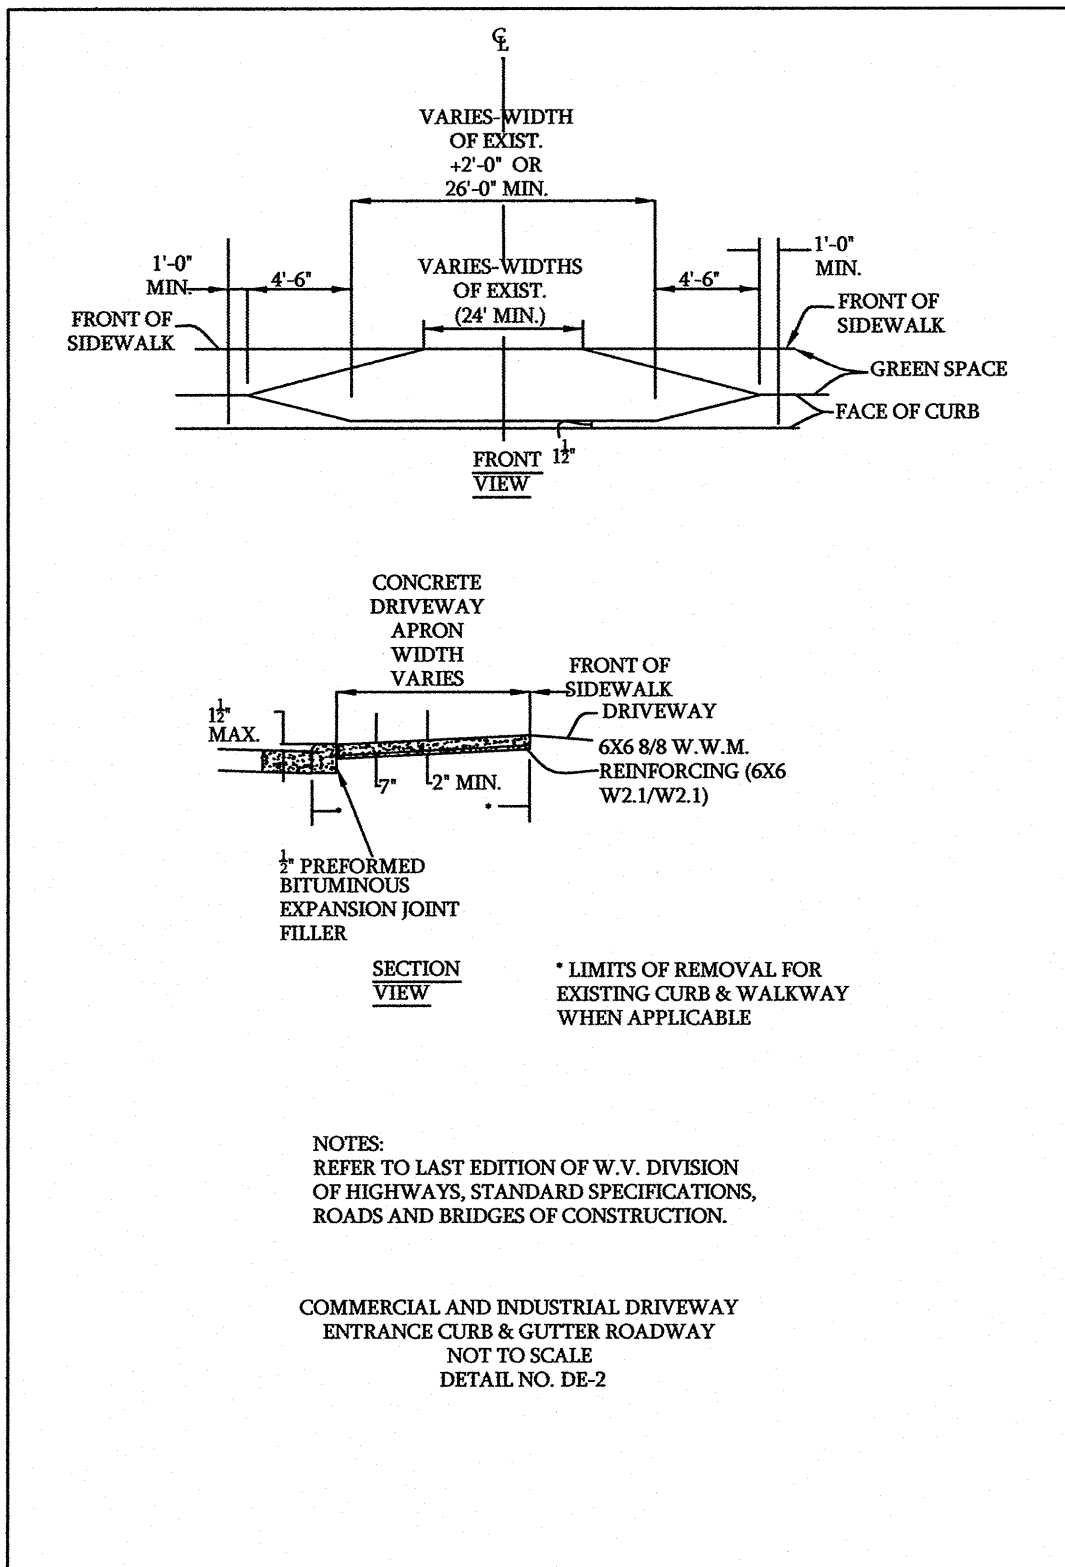 ℄
VARIES-WIDTH
OF EXIST.
+2'-0" OR
26'-0" MIN.
1'-0"
MIN.
4'-6"
VARIES-WIDTHS
OF EXIST.
(24' MIN.)
4'-6"
1'-0"
MIN.
FRONT OF
SIDEWALK
FRONT OF
SIDEWALK
GREEN SPACE
FACE OF CURB
1 1/2"
FRONT
VIEW
CONCRETE
DRIVEWAY
APRON
WIDTH
VARIES
FRONT OF
SIDEWALK
DRIVEWAY
1 1/2"
MAX.
6X6 8/8 W.W.M.
REINFORCING (6X6
W2.1/W2.1)
7"
2" MIN.
*
*
1/2" PREFORMED
BITUMINOUS
EXPANSION JOINT
FILLER
SECTION
VIEW
* LIMITS OF REMOVAL FOR
EXISTING CURB & WALKWAY
WHEN APPLICABLE
NOTES:
REFER TO LAST EDITION OF W.V. DIVISION
OF HIGHWAYS, STANDARD SPECIFICATIONS,
ROADS AND BRIDGES OF CONSTRUCTION.
COMMERCIAL AND INDUSTRIAL DRIVEWAY
ENTRANCE CURB & GUTTER ROADWAY
NOT TO SCALE
DETAIL NO. DE-2